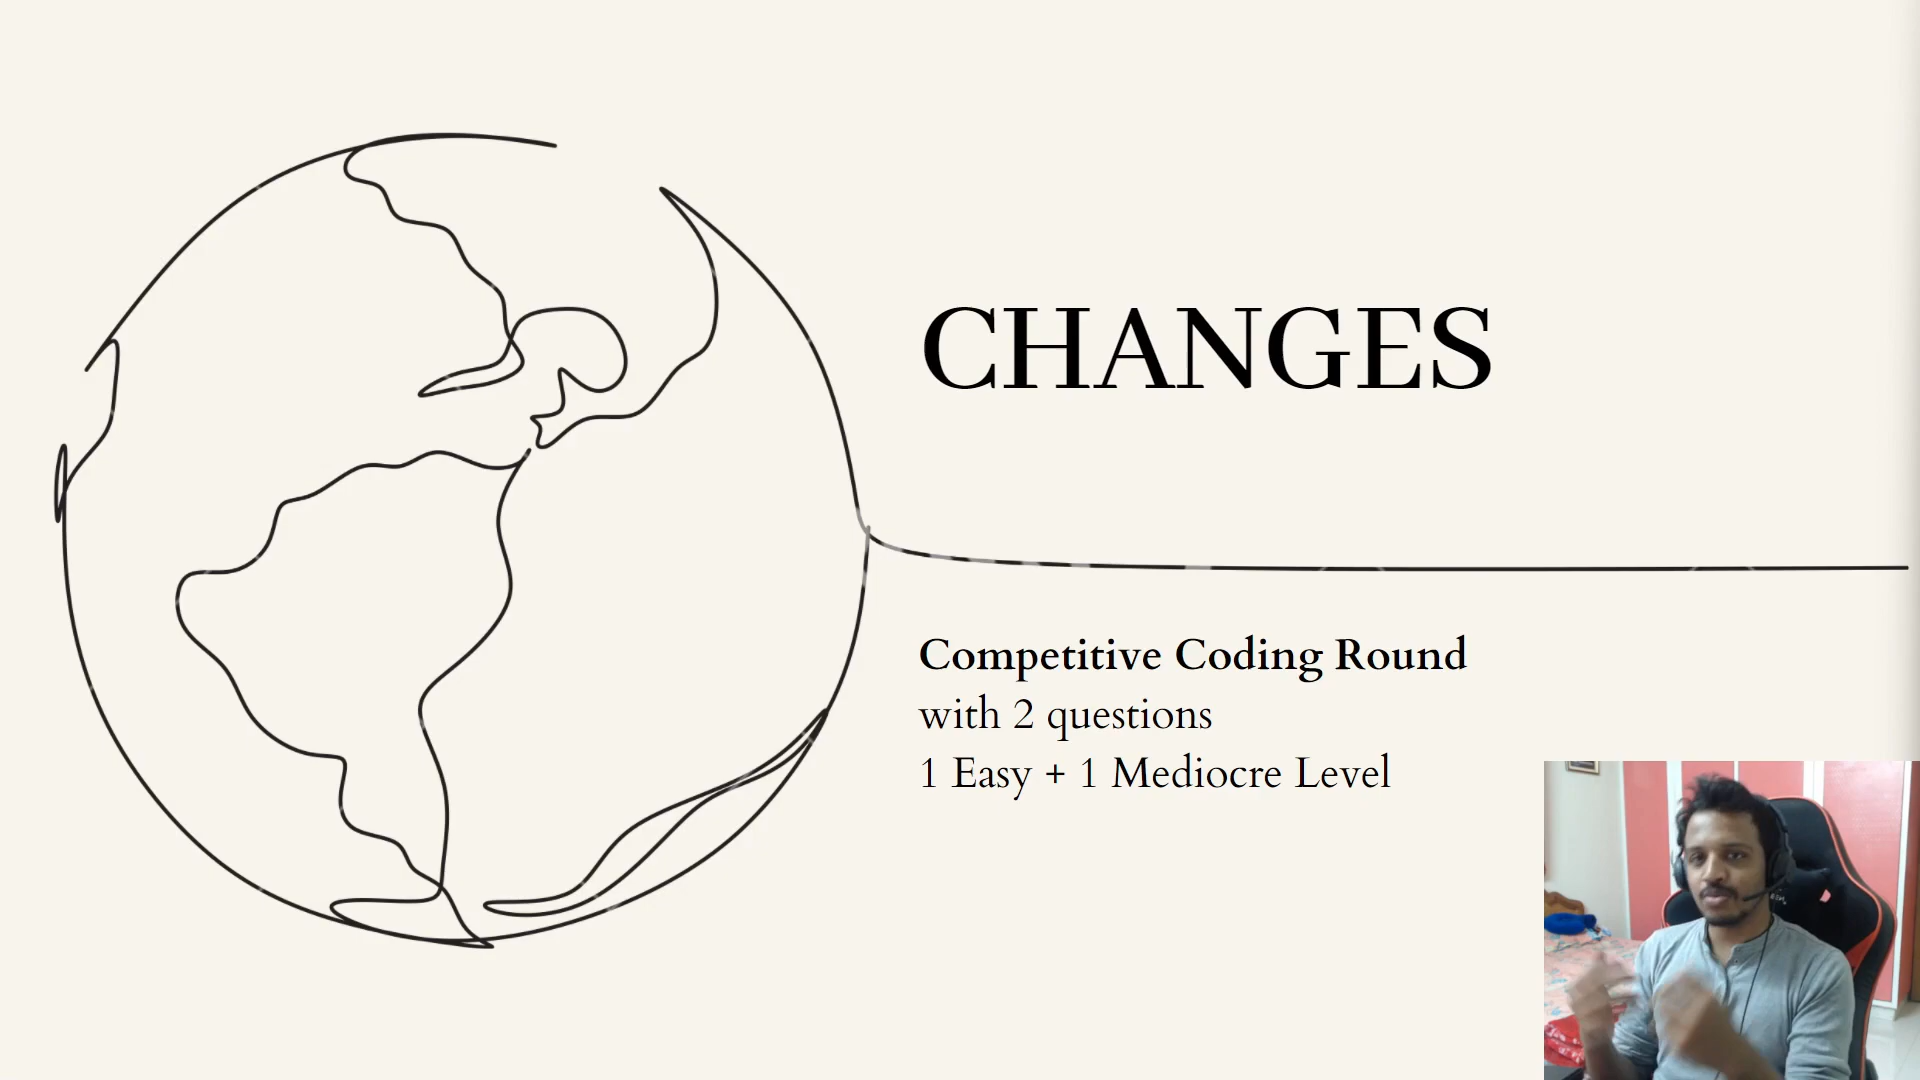 CHANGES
Competitive Coding Round
with 2 questions
1 Easy + 1 Mediocre Level